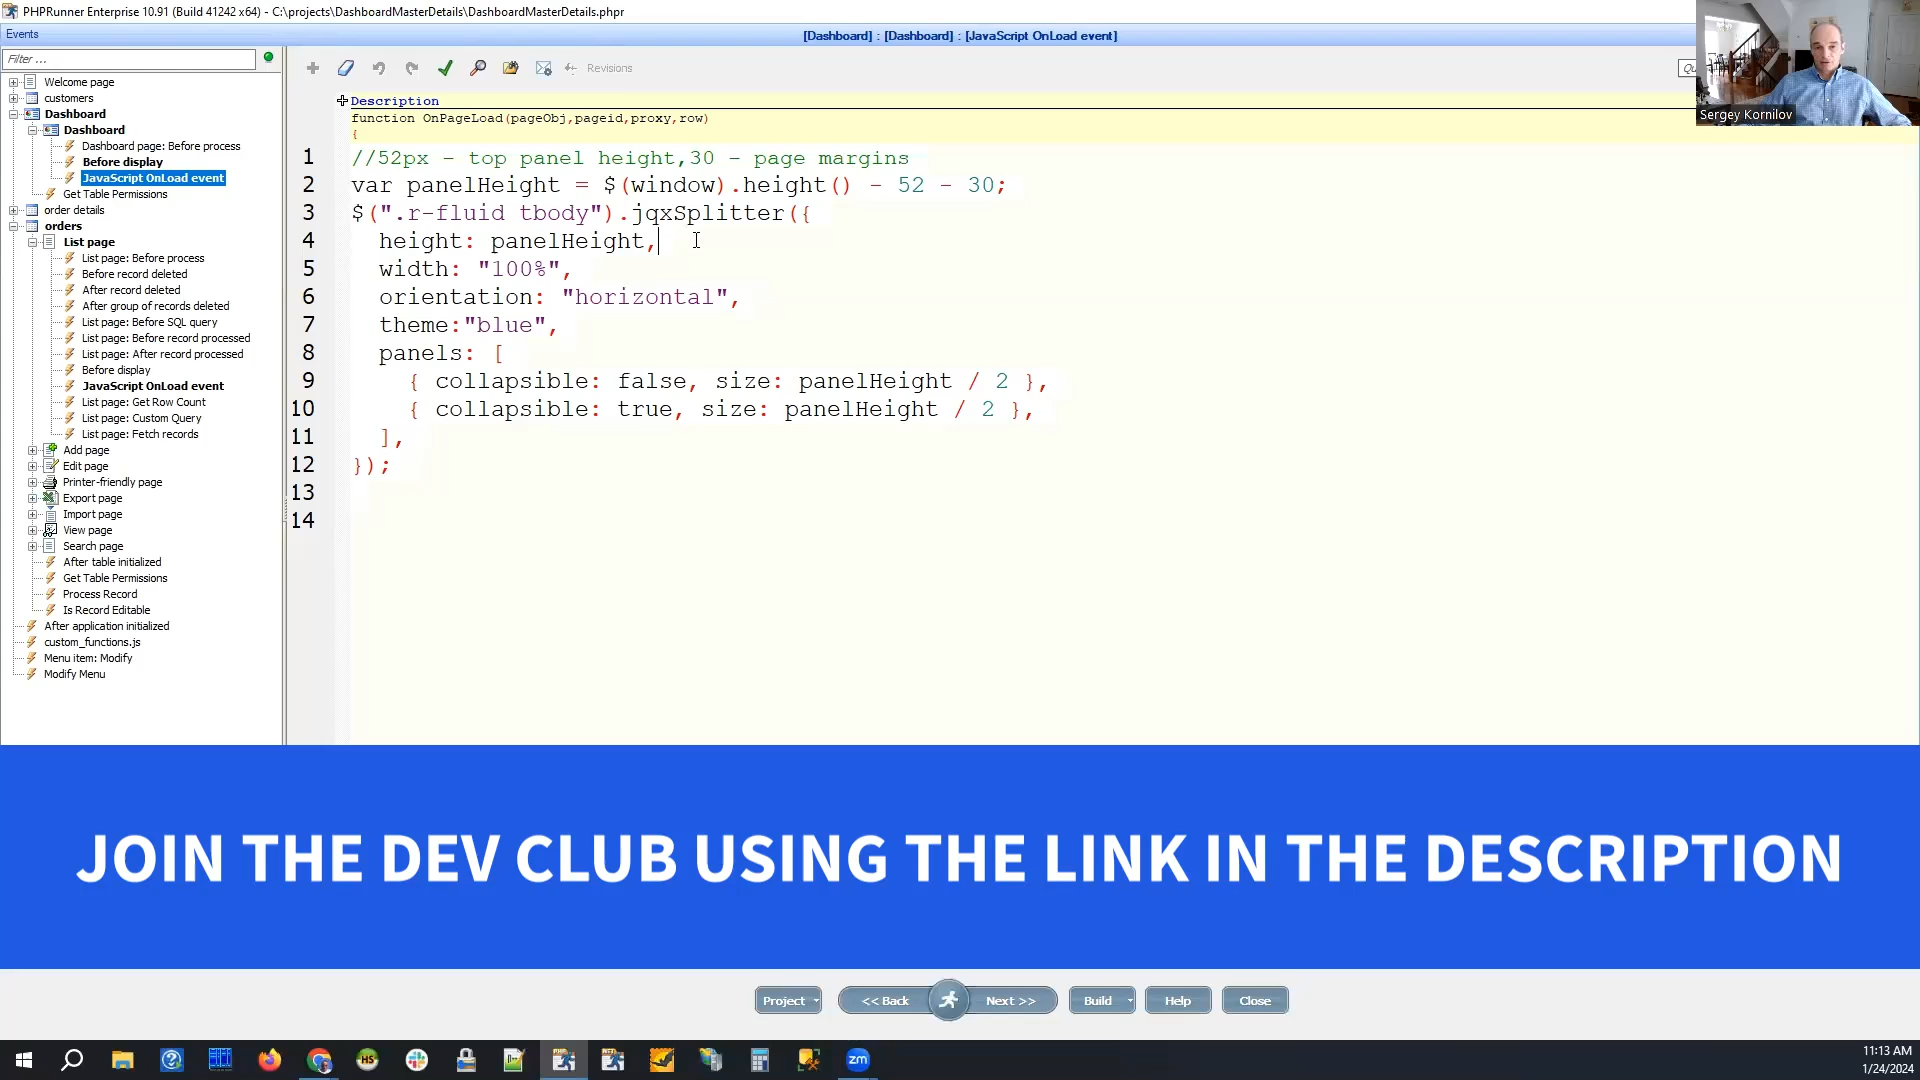 PHPRunner Enterprise 10.91 (Build 41242 x64) - C:\projects\DashboardMasterDetails\DashboardMasterDetails.phpr
Events
[Dashboard] : [Dashboard] : [JavaScript OnLoad event]
Filter ...
Revisions
Qu
Sergey Kornilov
Welcome page
customers
Dashboard
Dashboard
Dashboard page: Before process
Before display
JavaScript OnLoad event
Get Table Permissions
order details
orders
List page
List page: Before process
Before record deleted
After record deleted
After group of records deleted
List page: Before SQL query
List page: Before record processed
List page: After record processed
Before display
JavaScript OnLoad event
List page: Get Row Count
List page: Custom Query
List page: Fetch records
Add page
Edit page
Printer-friendly page
Export page
Import page
View page
Search page
After table initialized
Get Table Permissions
Process Record
Is Record Editable
After application initialized
custom_functions.js
Menu item: Modify
Modify Menu
Description
function OnPageLoad(pageObj,pageid,proxy,row)
{
1 //52px - top panel height,30 - page margins
2 var panelHeight = $(window).height() - 52 - 30;
3 $(".r-fluid tbody").jqxSplitter({
4 height: panelHeight,
5 width: "100%",
6 orientation: "horizontal",
7 theme:"blue",
8 panels: [
9 { collapsible: false, size: panelHeight / 2 },
10 { collapsible: true, size: panelHeight / 2 },
11 ],
12 });
13
14
JOIN THE DEV CLUB USING THE LINK IN THE DESCRIPTION
Project
<< Back
Next >>
Build
Help
Close
HS
zm
11:13 AM
1/24/2024